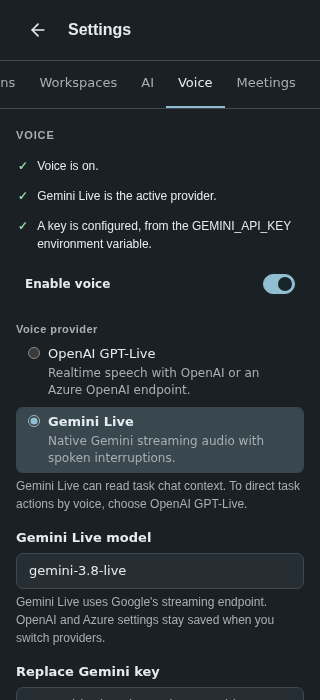 Settings
ns Workspaces AI Voice Meetings
VOICE
✓ Voice is on.
✓ Gemini Live is the active provider.
✓ A key is configured, from the GEMINI_API_KEY
environment variable.
Enable voice
Voice provider
OpenAI GPT-Live
Realtime speech with OpenAI or an
Azure OpenAI endpoint.
Gemini Live
Native Gemini streaming audio with
spoken interruptions.
Gemini Live can read task chat context. To direct task
actions by voice, choose OpenAI GPT-Live.
Gemini Live model
gemini-3.8-live
Gemini Live uses Google's streaming endpoint.
OpenAI and Azure settings stay saved when you
switch providers.
Replace Gemini key